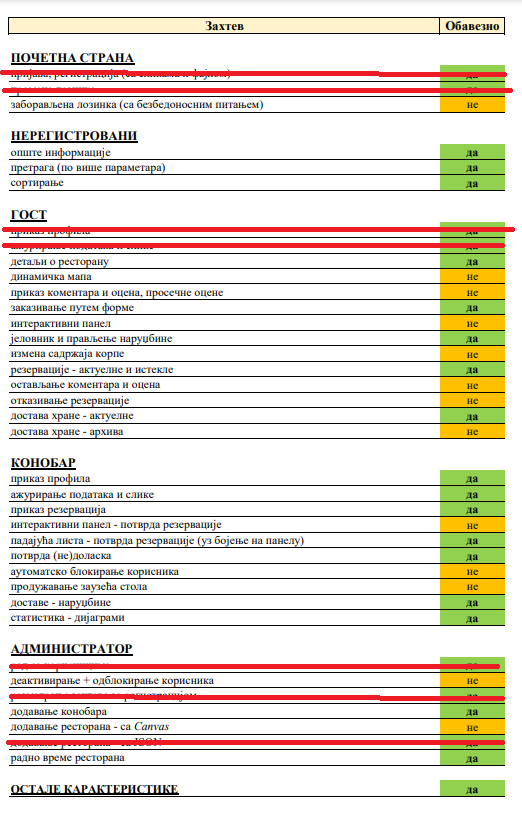 Захтев Обавезно
ПОЧЕТНА СТРАНА
пријава, регистрација (са сликама и фајлом) да
да
заборављена лозинка (са безбедоносним питањем) не
НЕРЕГИСТРОВАНИ
опште информације да
претрага (по више параметара) да
сортирање да
ГОСТ
приказ профила да
ажурирање података и слике да
детаљи о ресторану да
динамичка мапа не
приказ коментара и оцена, просечне оцене не
заказивање путем форме да
интерактивни панел не
јеловник и прављење наруџбине да
измена садржаја корпе не
резервације - актуелне и истекле да
остављање коментара и оцена не
отказивање резервације не
достава хране - актуелне да
достава хране - архива не
КОНОБАР
приказ профила да
ажурирање података и слике да
приказ резервација да
интерактивни панел - потврда резервације не
падајућа листа - потврда резервације (уз бојење на панелу) да
потврда (не)доласка да
аутоматско блокирање корисника не
продужавање заузећа стола не
доставе - наруџбине да
статистика - дијаграми да
АДМИНИСТРАТОР
да
деактивирање + одблокирање корисника не
регистрацијом да
додавање конобара да
додавање ресторана - са Canvas не
додавање ресторана - са JSON да
радно време ресторана да
ОСТАЛЕ КАРАКТЕРИСТИКЕ да